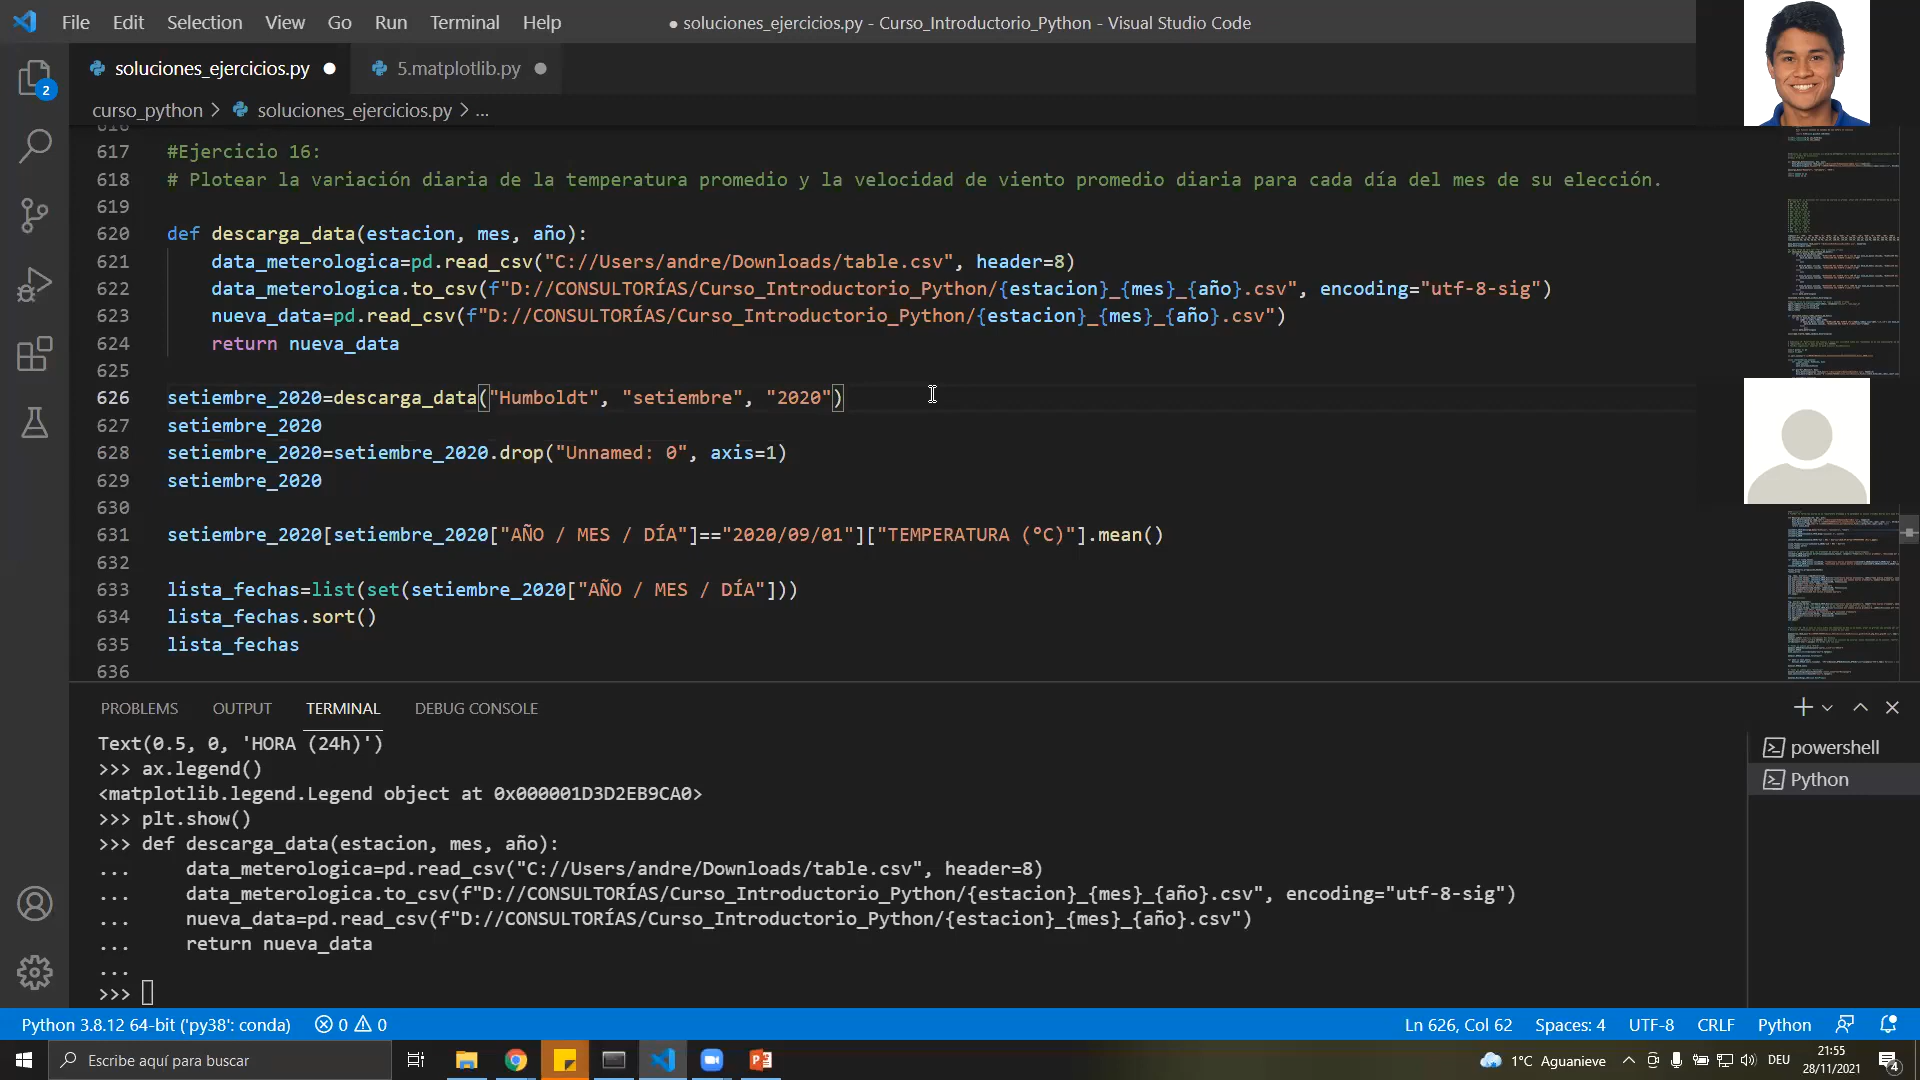 File Edit Selection View Go Run Terminal Help
● soluciones_ejercicios.py - Curso_Introductorio_Python - Visual Studio Code
soluciones_ejercicios.py ● 5.matplotlib.py ●
2
curso_python > soluciones_ejercicios.py > ...
616
617 #Ejercicio 16:
618 # Plotear la variación diaria de la temperatura promedio y la velocidad de viento promedio diaria para cada día del mes de su elección.
619
620 def descarga_data(estacion, mes, año):
621     data_meterologica=pd.read_csv("C://Users/andre/Downloads/table.csv", header=8)
622     data_meterologica.to_csv(f"D://CONSULTORÍAS/Curso_Introductorio_Python/{estacion}_{mes}_{año}.csv", encoding="utf-8-sig")
623     nueva_data=pd.read_csv(f"D://CONSULTORÍAS/Curso_Introductorio_Python/{estacion}_{mes}_{año}.csv")
624     return nueva_data
625
626 setiembre_2020=descarga_data("Humboldt", "setiembre", "2020")
627 setiembre_2020
628 setiembre_2020=setiembre_2020.drop("Unnamed: 0", axis=1)
629 setiembre_2020
630
631 setiembre_2020[setiembre_2020["AÑO / MES / DÍA"]=="2020/09/01"]["TEMPERATURA (°C)"].mean()
632
633 lista_fechas=list(set(setiembre_2020["AÑO / MES / DÍA"]))
634 lista_fechas.sort()
635 lista_fechas
636
PROBLEMS OUTPUT TERMINAL DEBUG CONSOLE
Text(0.5, 0, 'HORA (24h)')
>>> ax.legend()
<matplotlib.legend.Legend object at 0x000001D3D2EB9CA0>
>>> plt.show()
>>> def descarga_data(estacion, mes, año):
...     data_meterologica=pd.read_csv("C://Users/andre/Downloads/table.csv", header=8)
...     data_meterologica.to_csv(f"D://CONSULTORÍAS/Curso_Introductorio_Python/{estacion}_{mes}_{año}.csv", encoding="utf-8-sig")
...     nueva_data=pd.read_csv(f"D://CONSULTORÍAS/Curso_Introductorio_Python/{estacion}_{mes}_{año}.csv")
...     return nueva_data
...
>>>
powershell
Python
Python 3.8.12 64-bit ('py38': conda) 0 0
Ln 626, Col 62 Spaces: 4 UTF-8 CRLF Python
Escribe aquí para buscar
1°C Aguanieve DEU 21:55
28/11/2021 4